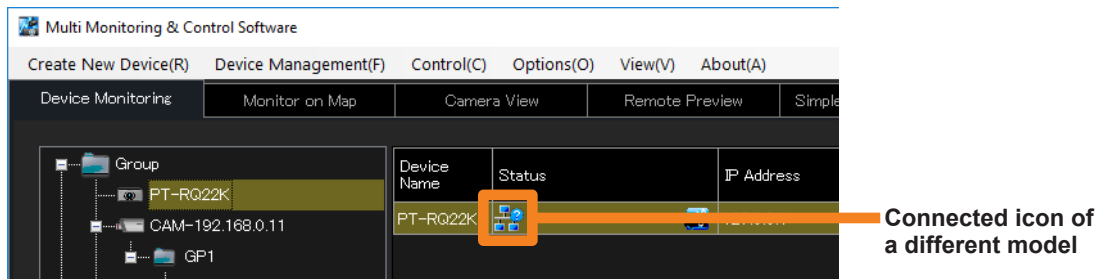 Multi Monitoring & Control Software
Create New Device(R) Device Management(F) Control(C) Options(O) View(V) About(A)
Device Monitoring Monitor on Map Camera View Remote Preview Simple
Group
PT-RQ22K
CAM-192.168.0.11
GP1
Device Name Status IP Address
PT-RQ22K
Connected icon of
a different model